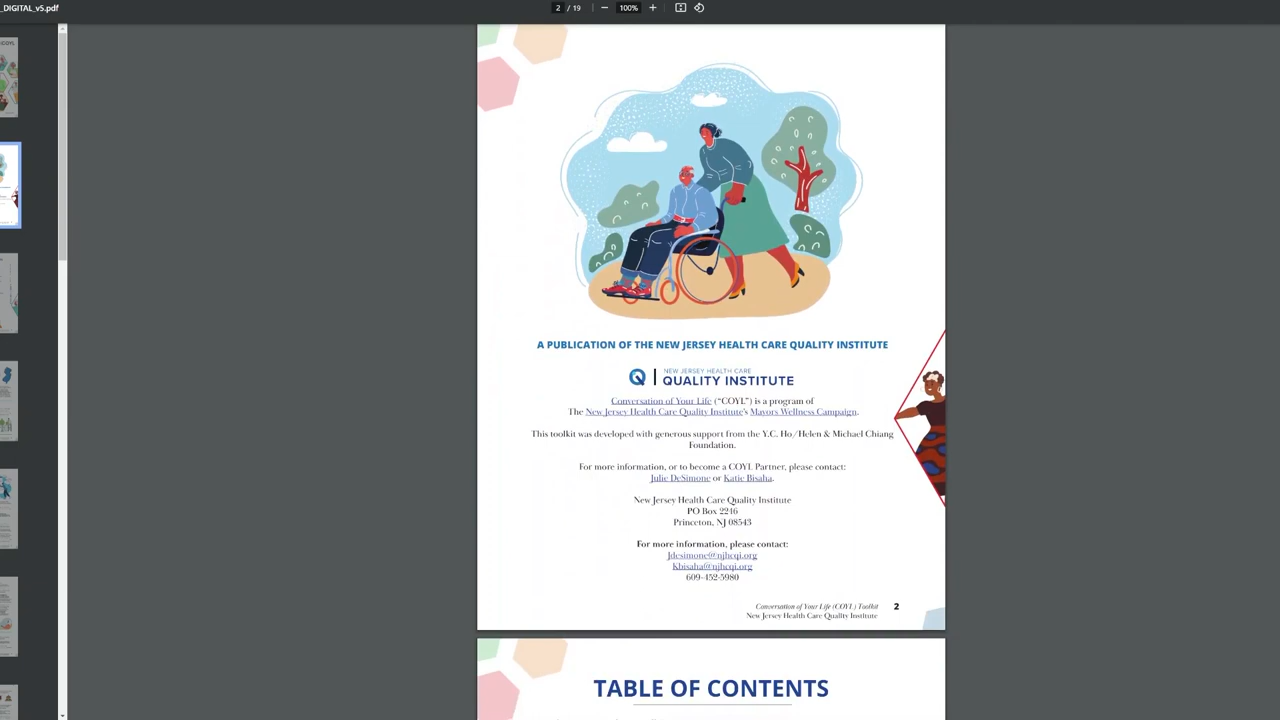 _DIGITAL_v5.pdf
2 / 19
100%
A PUBLICATION OF THE NEW JERSEY HEALTH CARE QUALITY INSTITUTE
NEW JERSEY HEALTH CARE
QUALITY INSTITUTE
Conversation of Your Life ("COYL") is a program of
The New Jersey Health Care Quality Institute's Mayors Wellness Campaign.
This toolkit was developed with generous support from the Y.C. Ho/Helen & Michael Chiang
Foundation.
For more information, or to become a COYL Partner, please contact:
Julie DeSimone or Katie Bisaha.
New Jersey Health Care Quality Institute
PO Box 2246
Princeton, NJ 08543
For more information, please contact:
Jdesimone@njhcqi.org
Kbisaha@njhcqi.org
609-452-5980
Conversation of Your Life (COYL) Toolkit 2
New Jersey Health Care Quality Institute
TABLE OF CONTENTS